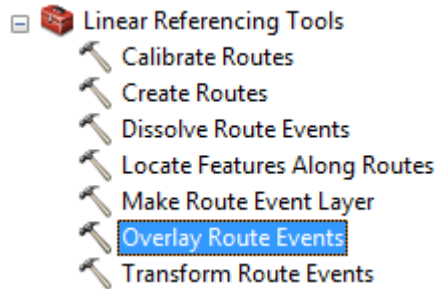 Linear Referencing Tools
Calibrate Routes
Create Routes
Dissolve Route Events
Locate Features Along Routes
Make Route Event Layer
Overlay Route Events
Transform Route Events